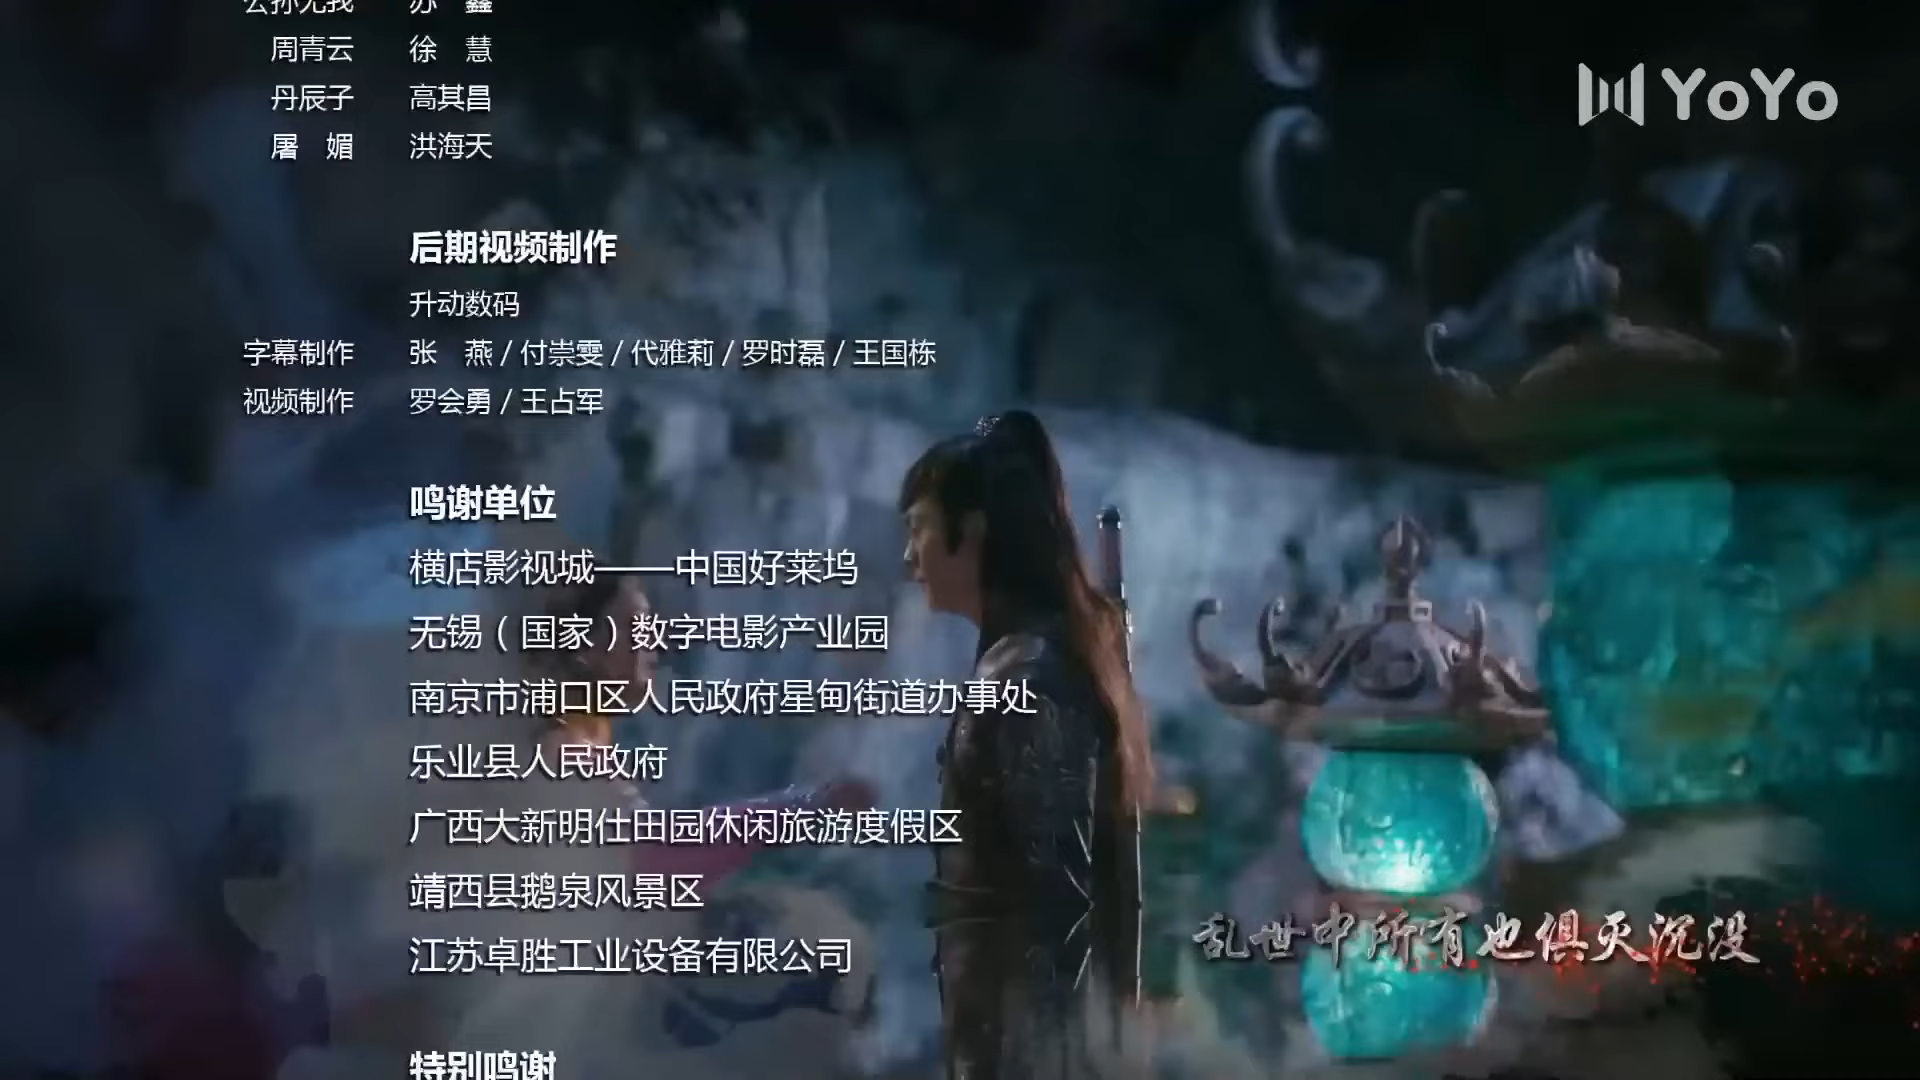 公孙无我 苏 鑫
周青云 徐 慧
丹辰子 高其昌
屠 媚 洪海天
后期视频制作
升动数码
字幕制作 张 燕 / 付崇雯 / 代雅莉 / 罗时磊 / 王国栋
视频制作 罗会勇 / 王占军
鸣谢单位
横店影视城——中国好莱坞
无锡（国家）数字电影产业园
南京市浦口区人民政府星甸街道办事处
乐业县人民政府
广西大新明仕田园休闲旅游度假区
靖西县鹅泉风景区
江苏卓胜工业设备有限公司
特别鸣谢
YoYo
乱世中所有也俱灭沉没